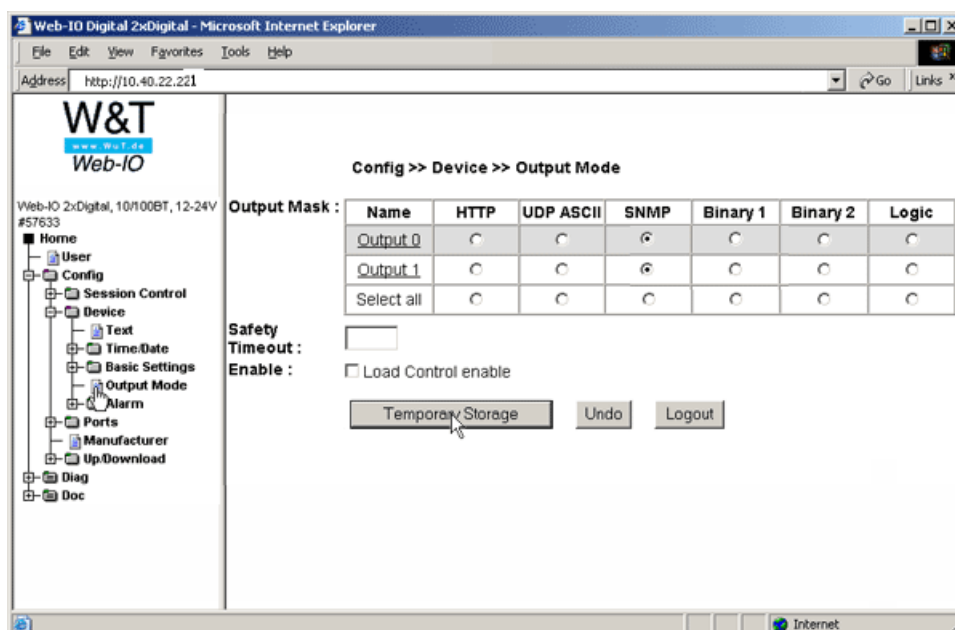 Web-IO Digital 2xDigital - Microsoft Internet Explorer
File Edit View Favorites Tools Help
Address http://10.40.22.221 Go Links »
W&T
www.WuT.de
Web-IO
Web-IO 2xDigital, 10/100BT, 12-24V
#57633
Home
User
Config
Session Control
Device
Text
Time/Date
Basic Settings
Output Mode
Alarm
Ports
Manufacturer
Up/Download
Diag
Doc
Config >> Device >> Output Mode
Output Mask :
Name HTTP UDP ASCII SNMP Binary 1 Binary 2 Logic
Output 0
Output 1
Select all
Safety
Timeout :
Enable : Load Control enable
Temporary Storage Undo Logout
Internet